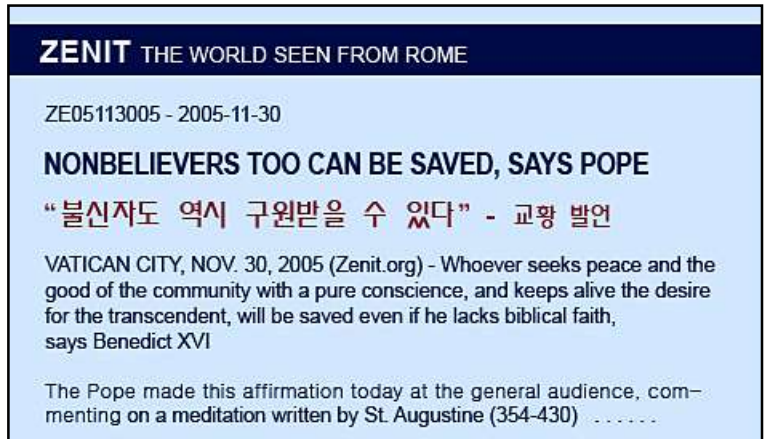 ZENIT THE WORLD SEEN FROM ROME
ZE05113005 - 2005-11-30
NONBELIEVERS TOO CAN BE SAVED, SAYS POPE
“불신자도 역시 구원받을 수 있다” - 교황 발언
VATICAN CITY, NOV. 30, 2005 (Zenit.org) - Whoever seeks peace and the
good of the community with a pure conscience, and keeps alive the desire
for the transcendent, will be saved even if he lacks biblical faith,
says Benedict XVI
The Pope made this affirmation today at the general audience, com-
menting on a meditation written by St. Augustine (354-430) ......